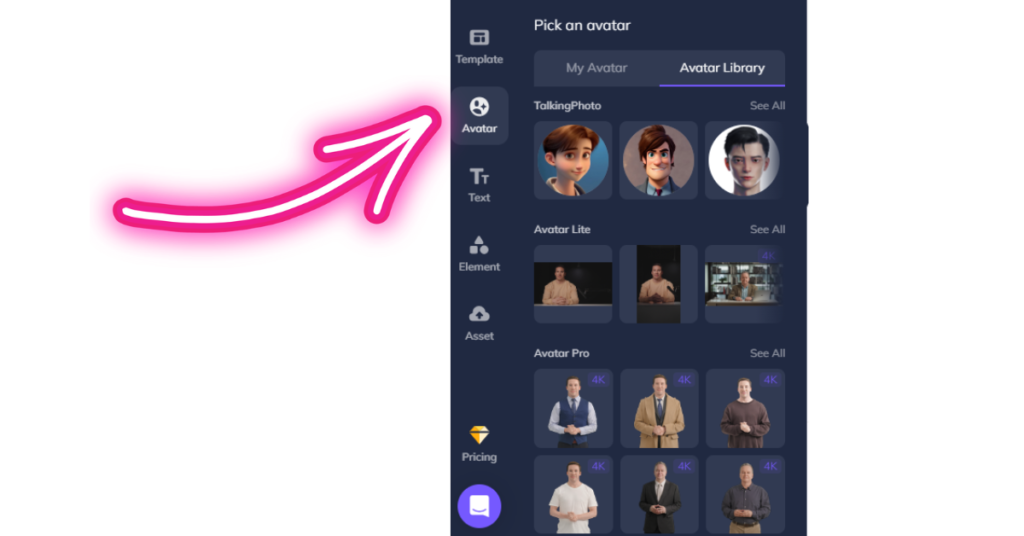 Template
Avatar
Text
Element
Asset
Pricing
Pick an avatar
My Avatar
Avatar Library
TalkingPhoto
See All
Avatar Lite
See All
4K
Avatar Pro
See All
4K
4K
4K
4K
4K
4K